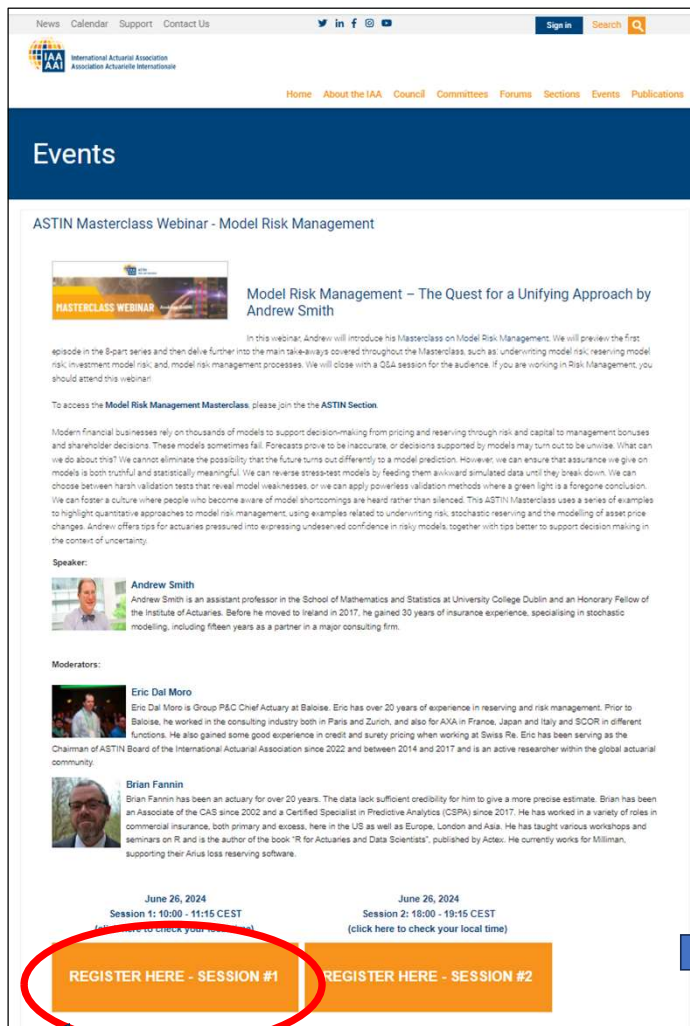 News Calendar Support Contact Us
Sign in Search
IAA
AAI
International Actuarial Association
Association Actuarielle Internationale
Home About the IAA Council Committees Forums Sections Events Publications
Events
ASTIN Masterclass Webinar - Model Risk Management
MASTERCLASS WEBINAR
Model Risk Management – The Quest for a Unifying Approach by
Andrew Smith
In this webinar, Andrew will introduce his Masterclass on Model Risk Management. We will preview the first
episode in the 8-part series and then delve further into the main take-aways covered throughout the Masterclass, such as: underwriting model risk; reserving model
risk; investment model risk; and, model risk management processes. We will close with a Q&A session for the audience. If you are working in Risk Management, you
should attend this webinar!
To access the Model Risk Management Masterclass, please join the the ASTIN Section.
Modern financial businesses rely on thousands of models to support decision-making from pricing and reserving through risk and capital to management bonuses
and shareholder decisions. These models sometimes fail. Forecasts prove to be inaccurate, or decisions supported by models may turn out to be unwise. What can
we do about this? We cannot eliminate the possibility that the future turns out differently to a model prediction. However, we can ensure that assurance we give on
models is both truthful and statistically meaningful. We can reverse stress-test models by feeding them awkward simulated data until they break down. We can
choose between harsh validation tests that reveal model weaknesses, or we can apply powerless validation methods where a green light is a foregone conclusion.
We can foster a culture where people who become aware of model shortcomings are heard rather than silenced. This ASTIN Masterclass uses a series of examples
to highlight quantitative approaches to model risk management, using examples related to underwriting risk, stochastic reserving and the modelling of asset price
changes. Andrew offers tips for actuaries pressured into expressing undeserved confidence in risky models, together with tips better to support decision making in
the context of uncertainty.
Speaker:
Andrew Smith
Andrew Smith is an assistant professor in the School of Mathematics and Statistics at University College Dublin and an Honorary Fellow of
the Institute of Actuaries. Before he moved to Ireland in 2017, he gained 30 years of insurance experience, specialising in stochastic
modelling, including fifteen years as a partner in a major consulting firm.
Moderators:
Eric Dal Moro
Eric Dal Moro is Group P&C Chief Actuary at Baloise. Eric has over 20 years of experience in reserving and risk management. Prior to
Baloise, he worked in the consulting industry both in Paris and Zurich, and also for AXA in France, Japan and Italy and SCOR in different
functions. He also gained some good experience in credit and surety pricing when working at Swiss Re. Eric has been serving as the
Chairman of ASTIN Board of the International Actuarial Association since 2022 and between 2014 and 2017 and is an active researcher within the global actuarial
community.
Brian Fannin
Brian Fannin has been an actuary for over 20 years. The data lack sufficient credibility for him to give a more precise estimate. Brian has been
an Associate of the CAS since 2002 and a Certified Specialist in Predictive Analytics (CSPA) since 2017. He has worked in a variety of roles in
commercial insurance, both primary and excess, here in the US as well as Europe, London and Asia. He has taught various workshops and
seminars on R and is the author of the book "R for Actuaries and Data Scientists", published by Actex. He currently works for Milliman,
supporting their Arius loss reserving software.
June 26, 2024 June 26, 2024
Session 1: 10:00 - 11:15 CEST Session 2: 18:00 - 19:15 CEST
(click here to check your local time) (click here to check your local time)
REGISTER HERE - SESSION #1 REGISTER HERE - SESSION #2